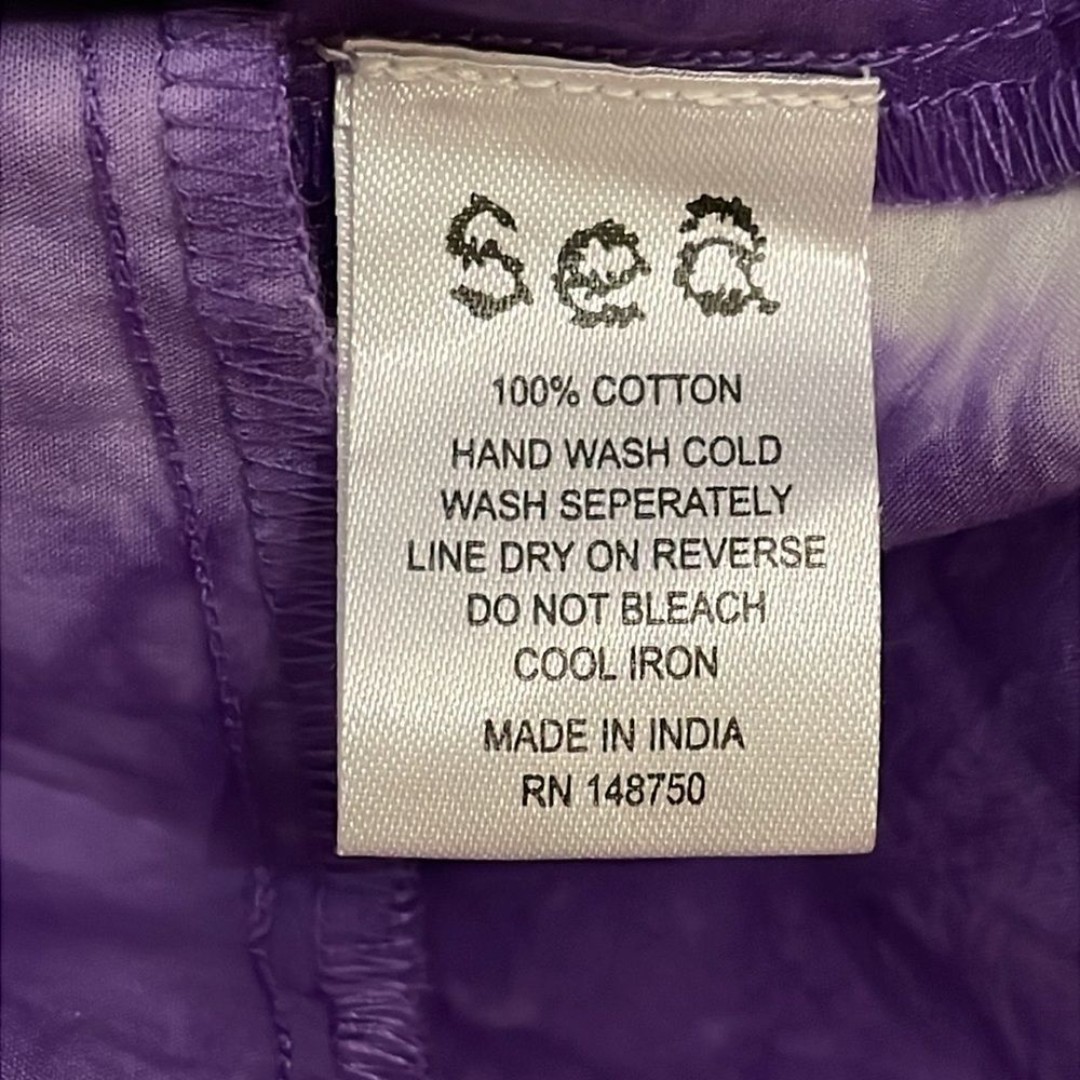 sea
100% COTTON
HAND WASH COLD
WASH SEPERATELY
LINE DRY ON REVERSE
DO NOT BLEACH
COOL IRON
MADE IN INDIA
RN 148750